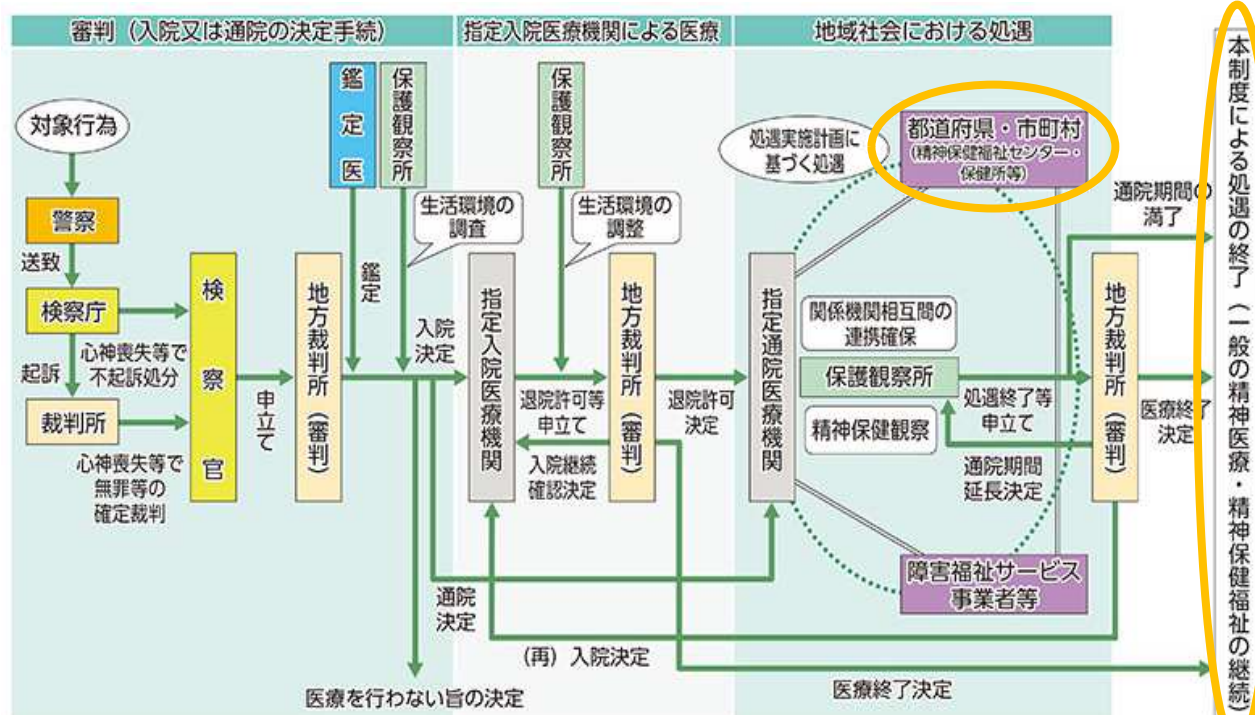 審判（入院又は通院の決定手続）
指定入院医療機関による医療
地域社会における処遇
対象行為
警察
送致
検察庁
起訴
心神喪失等で
不起訴処分
裁判所
心神喪失等で
無罪等の
確定裁判
検察官
申立て
地方裁判所（審判）
鑑定医
鑑定
保護観察所
生活環境の
調査
入院
決定
通院
決定
医療を行わない旨の決定
指定入院医療機関
保護観察所
生活環境の
調整
退院許可等
申立て
入院継続
確認決定
地方裁判所（審判）
退院許可
決定
(再）入院決定
医療終了決定
処遇実施計画に
基づく処遇
都道府県・市町村
(精神保健福祉センター・
保健所等)
指定通院医療機関
関係機関相互間の
連携確保
保護観察所
精神保健観察
処遇終了等
申立て
通院期間
延長決定
障害福祉サービス
事業者等
地方裁判所（審判）
通院期間の
満了
医療終了
決定
本制度による処遇の終了（一般の精神医療・精神保健福祉の継続）